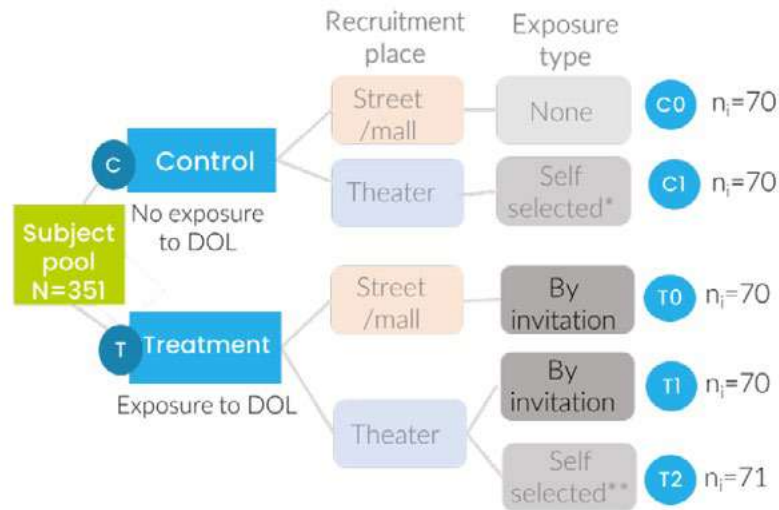 Recruitment
place
Exposure
type
Street
/mall
None
C0
nᵢ=70
C
Control
Theater
Self
selected*
C1
nᵢ=70
No exposure
to DOL
Subject
pool
N=351
Street
/mall
By
invitation
T0
nᵢ=70
T
Treatment
By
invitation
T1
nᵢ=70
Exposure to DOL
Theater
Self
selected**
T2
nᵢ=71